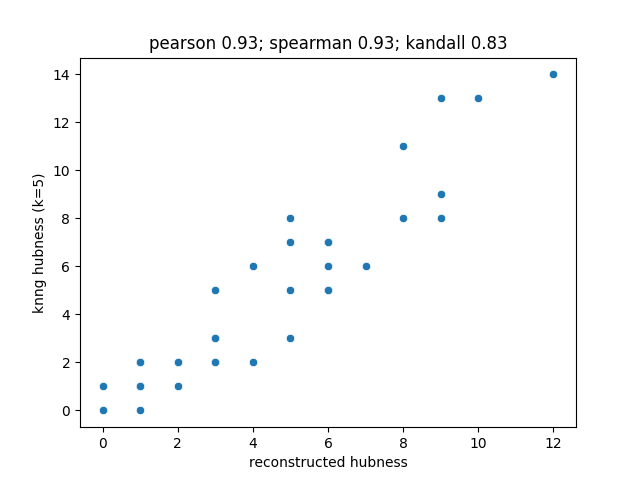 pearson 0.93; spearman 0.93; kandall 0.83
14
12
10
8
6
4
2
0
knng hubness (k=5)
0 2 4 6 8 10 12
reconstructed hubness